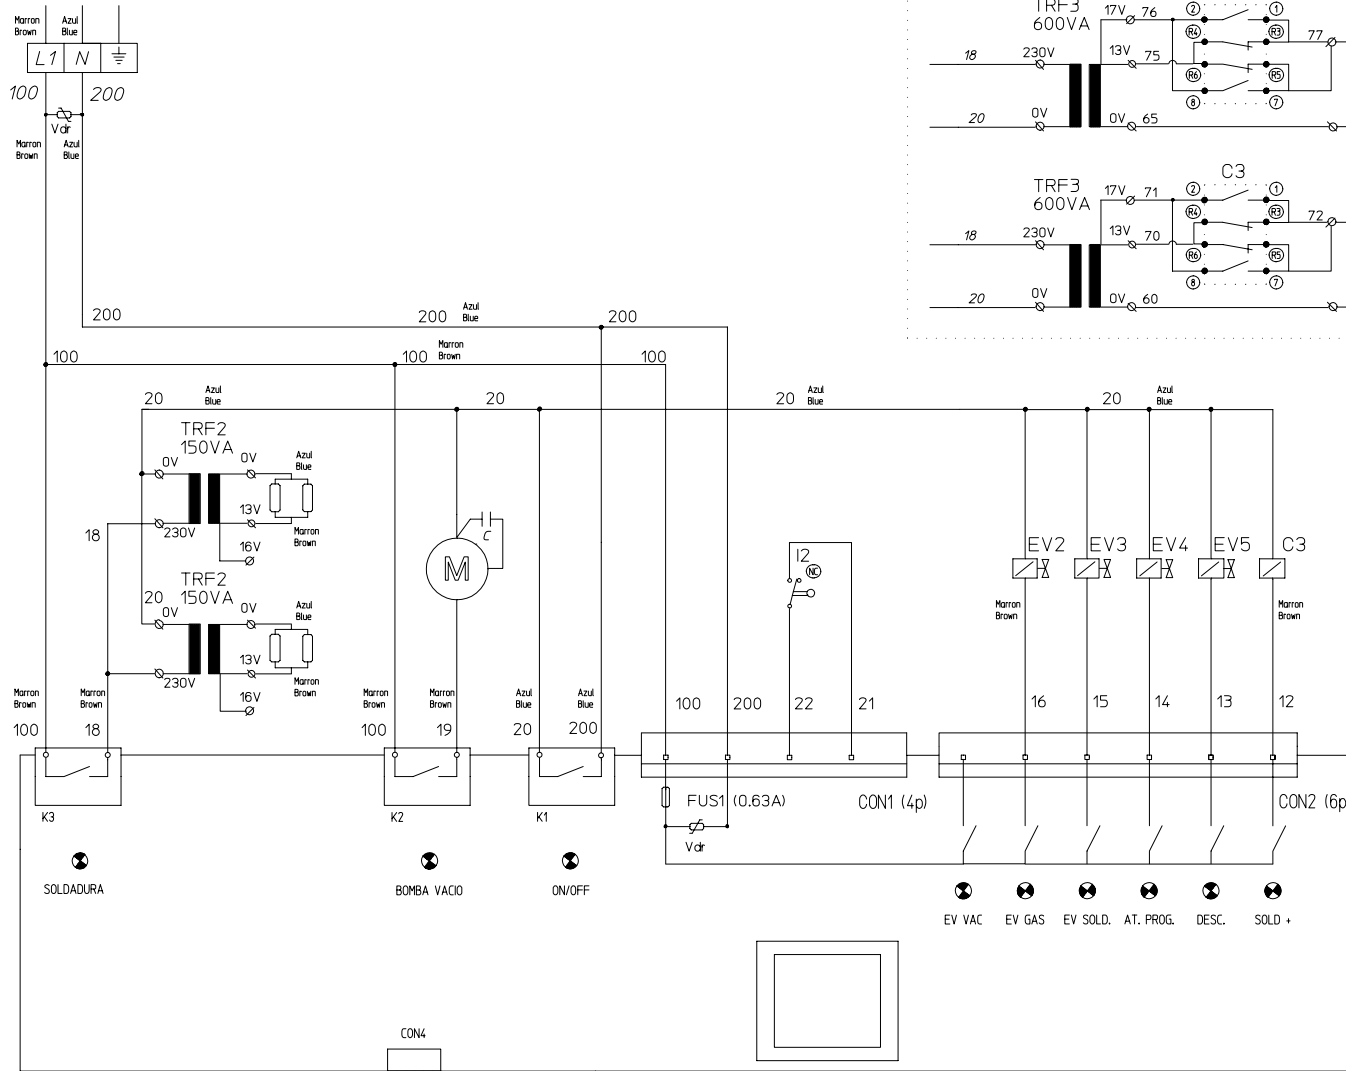 Marron
Brown
Azul
Blue
L1 N
100 200
Vdr
Marron
Brown
Azul
Blue
TRF3
600VA
17V 76
2 1
R4 R3
77
18 230V 13V 75
R6 R5
8 7
20 0V 0V 65
C3
TRF3
600VA
17V 71
2 1
R4 R3
72
18 230V 13V 70
R6 R5
8 7
20 0V 0V 60
200 200 Azul
Blue
200
100 100 Marron
Brown
100
20 Azul
Blue
20 20 Azul
Blue
20 Azul
Blue
TRF2
150VA
0V 0V Azul
Blue
13V
18 230V Marron
Brown
16V
TRF2
150VA
20 0V 0V Azul
Blue
13V
230V Marron
Brown
16V
C
M
I2
NC
EV2 EV3 EV4 EV5 C3
Marron
Brown
Marron
Brown
Marron
Brown
Marron
Brown
Marron
Brown
Marron
Brown
Azul
Blue
Azul
Blue
100 18 100 19 20 200 100 200 22 21 16 15 14 13 12
K3 K2 K1
FUS1 (0.63A) CON1 (4p) CON2 (6p
Vdr
SOLDADURA BOMBA VACIO ON/OFF
EV VAC EV GAS EV SOLD. AT. PROG. DESC. SOLD +
CON4